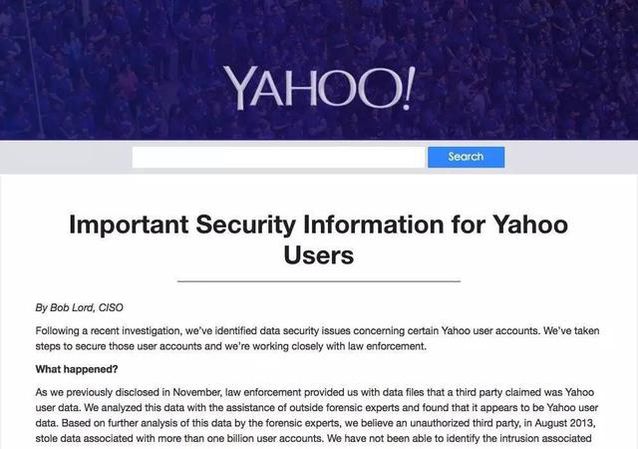 YAHOO!
Search
Important Security Information for Yahoo
Users
By Bob Lord, CISO
Following a recent investigation, we've identified data security issues concerning certain Yahoo user accounts. We've taken
steps to secure those user accounts and we're working closely with law enforcement.
What happened?
As we previously disclosed in November, law enforcement provided us with data files that a third party claimed was Yahoo
user data. We analyzed this data with the assistance of outside forensic experts and found that it appears to be Yahoo user
data. Based on further analysis of this data by the forensic experts, we believe an unauthorized third party, in August 2013,
stole data associated with more than one billion user accounts. We have not been able to identify the intrusion associated